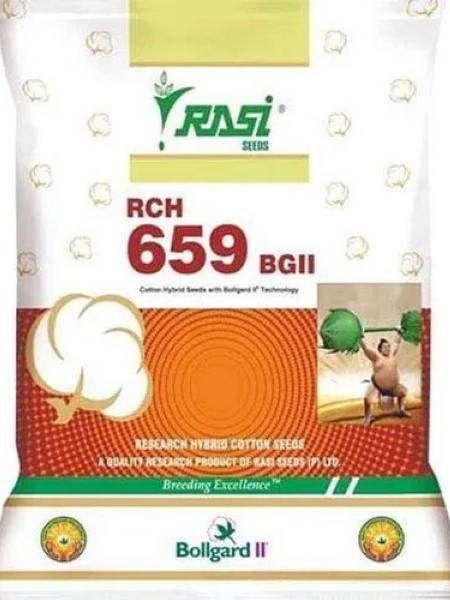 RASI®
SEEDS
RCH
659 BGII
Cotton Hybrid Seeds with Bollgard II® Technology
RESEARCH HYBRID COTTON SEEDS
A QUALITY RESEARCH PRODUCT OF RASI SEEDS (P) LTD.
Breeding Excellence™
Bollgard II®